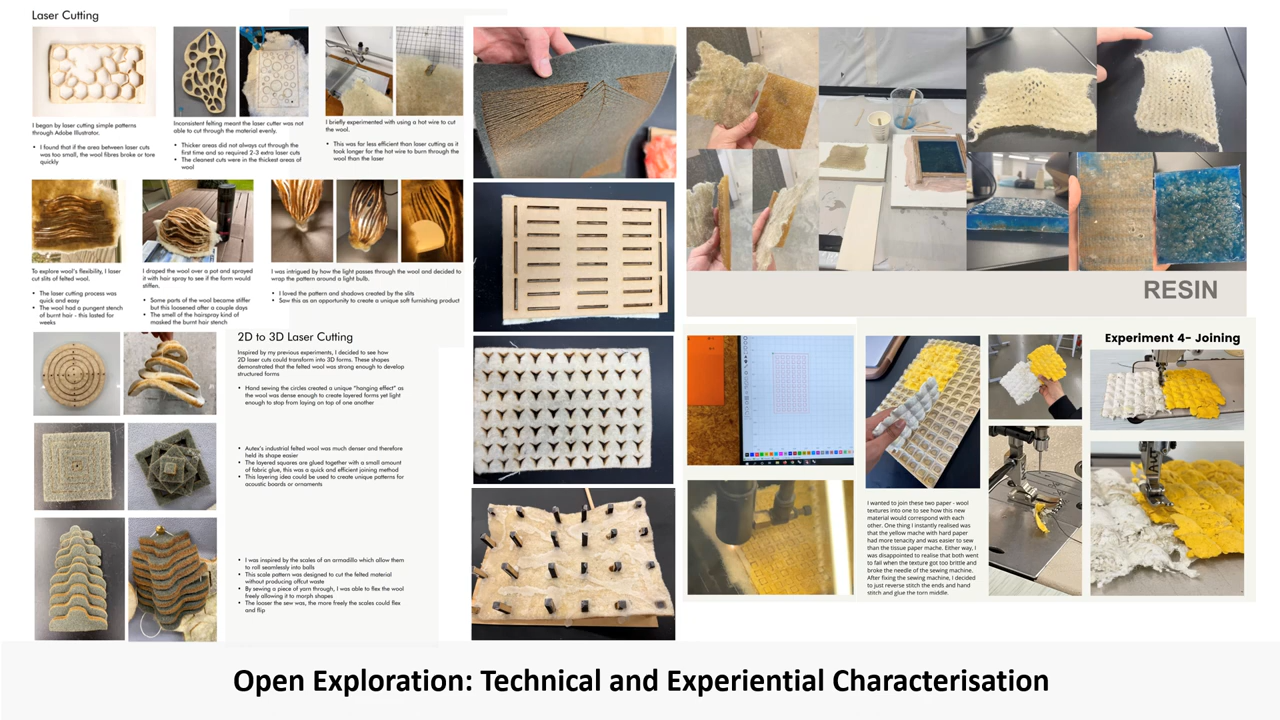 Laser Cutting
I began by laser cutting simple patterns
through Adobe Illustrator.
• I found that if the area between laser cuts
was too small, the wool fibres broke or tore
quickly
Inconsistent felting meant the laser cutter was not
able to cut through the material evenly.
• Thicker areas did not always cut through the
first time and so required 2-3 extra laser cuts
• The cleanest cuts were in the thickest areas of
wool
I briefly experimented with using a hot wire to cut
the wool.
• This was far less efficient than laser cutting as it
took longer for the hot wire to burn through the
wool than the laser
To explore wool's flexibility, I laser
cut slits of felted wool.
• The laser cutting process was
quick and easy
• The wool had a pungent stench
of burnt hair - this lasted for
weeks
I draped the wool over a pot and sprayed
it with hair spray to see if the form would
stiffen.
• Some parts of the wool became stiffer
but this loosened after a couple days
• The smell of the hairspray kind of
masked the burnt hair stench
I was intrigued by how the light passes through the wool and decided to
wrap the pattern around a light bulb.
• I loved the pattern and shadows created by the slits
• Saw this as an opportunity to create a unique soft furnishing product
2D to 3D Laser Cutting
Inspired by my previous experiments, I decided to see how
2D laser cuts could transform into 3D forms. These shapes
demonstrated that the felted wool was strong enough to develop
structured forms
• Hand sewing the circles created a unique "hanging effect" as
the wool was dense enough to create layered forms yet light
enough to stop from laying on top of one another
• Autex's industrial felted wool was much denser and therefore
held its shape easier
• The layered squares are glued together with a small amount
of fabric glue, this was a quick and efficient joining method
• This layering idea could be used to create unique patterns for
acoustic boards or ornaments
• I was inspired by the scales of an armadillo which allow them
to roll seamlessly into balls
• This scale pattern was designed to cut the felted material
without producing offcut waste
• By sewing a piece of yarn through, I was able to flex the wool
freely allowing it to morph shapes
• The looser the sew was, the more freely the scales could flex
and flip
RESIN
Experiment 4- Joining
I wanted to join these two paper - wool
textures into one to see how this new
material would correspond with each
other. One thing I instantly realised was
that the yellow mache with hard paper
had more tenacity and was easier to sew
than the tissue paper mache. Either way, I
was disappointed to realise that both went
to fail when the texture got too brittle and
broke the needle of the sewing machine.
After fixing the sewing machine, I decided
to just reverse stitch the ends and hand
stitch and glue the torn middle.
Open Exploration: Technical and Experiential Characterisation